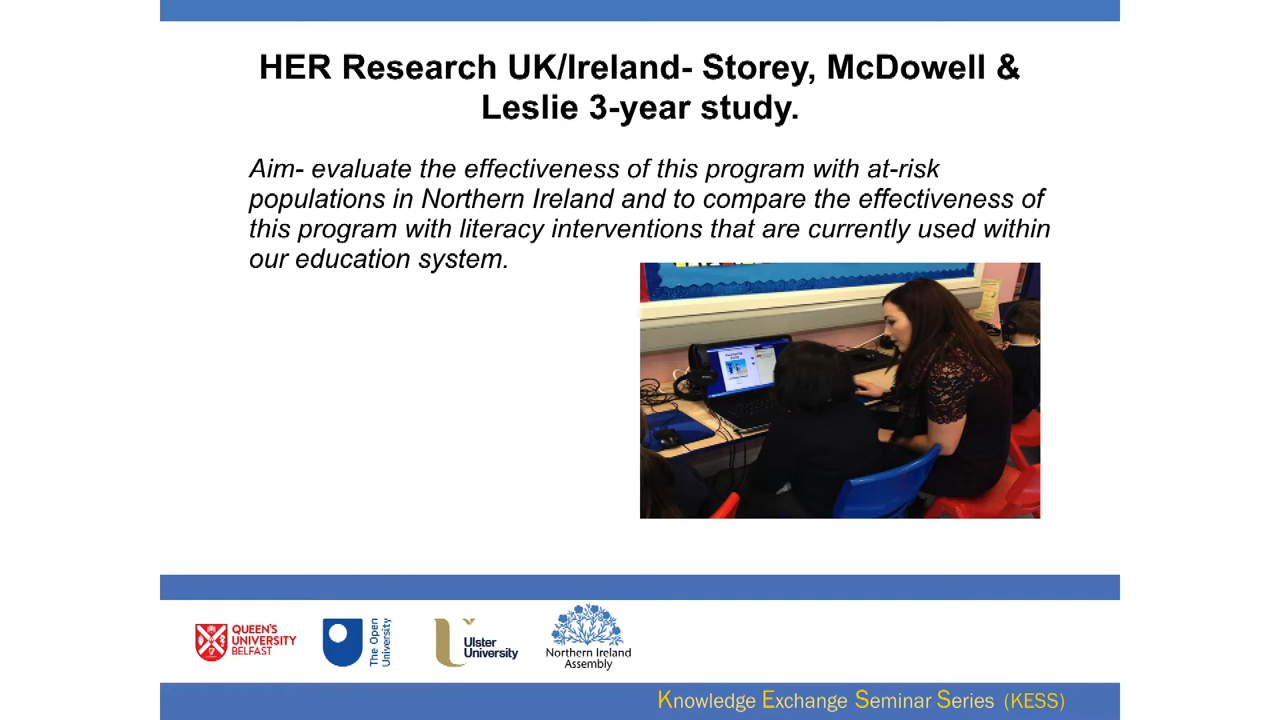 HER Research UK/Ireland- Storey, McDowell &
Leslie 3-year study.
Aim- evaluate the effectiveness of this program with at-risk
populations in Northern Ireland and to compare the effectiveness of
this program with literacy interventions that are currently used within
our education system.
QUEEN'S
UNIVERSITY
BELFAST
The Open
University
Ulster
University
Northern Ireland
Assembly
Knowledge Exchange Seminar Series (KESS)